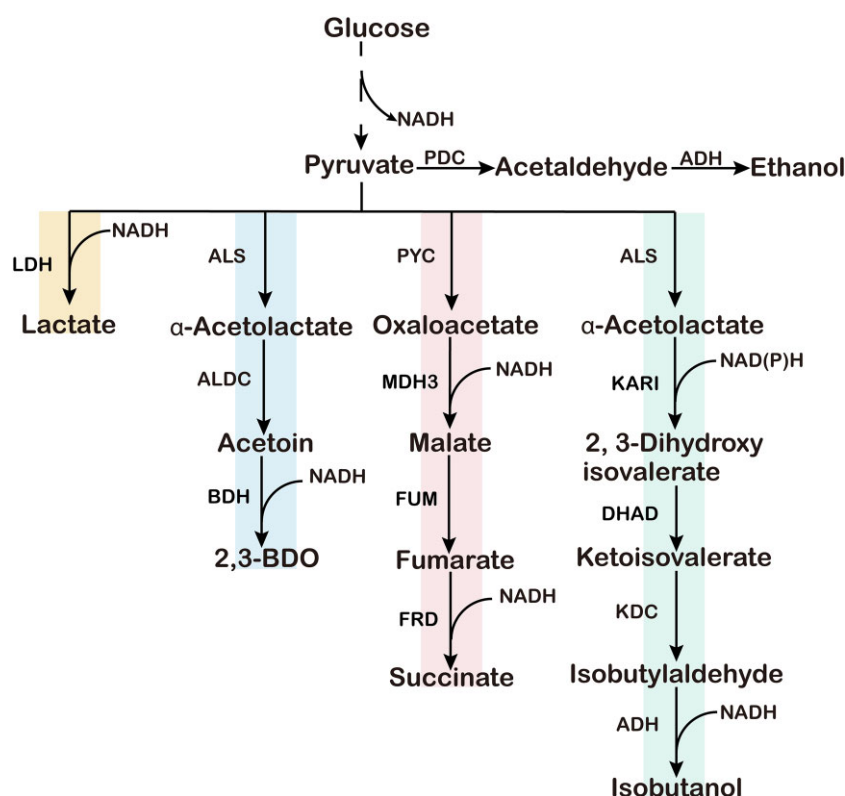 Glucose
NADH
Pyruvate PDC Acetaldehyde ADH Ethanol
LDH NADH ALS PYC ALS
Lactate α-Acetolactate Oxaloacetate α-Acetolactate
ALDC MDH3 NADH KARI NAD(P)H
Acetoin Malate 2, 3-Dihydroxy
isovalerate
BDH NADH FUM DHAD
2,3-BDO Fumarate Ketoisovalerate
FRD NADH KDC
Succinate Isobutylaldehyde
ADH NADH
Isobutanol